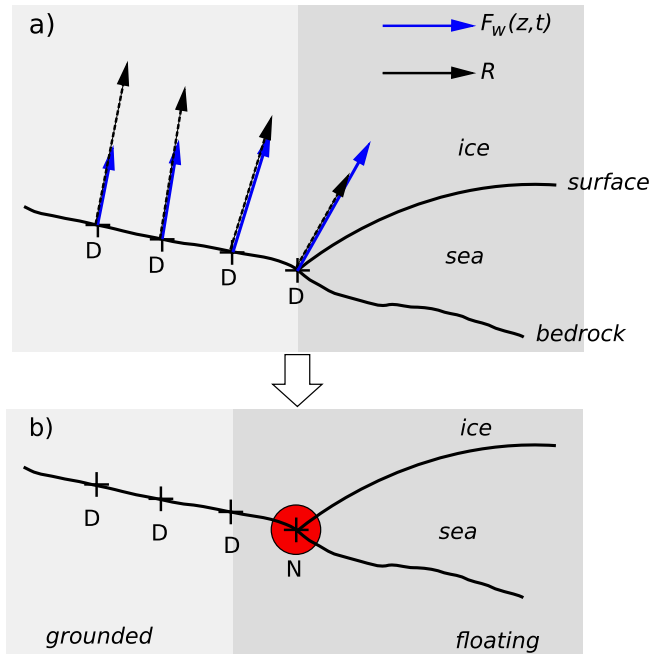 a)
F_w(z,t)
R
ice
surface
sea
D
D
D
D
bedrock
b)
ice
sea
D
D
D
N
grounded
floating